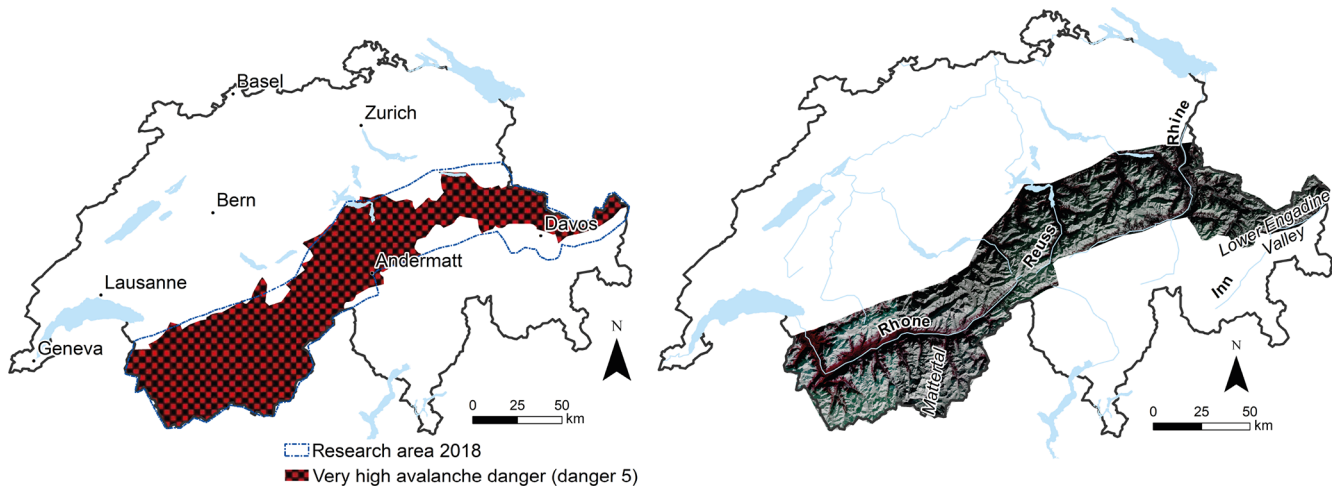 Basel
Zurich
Bern
Davos
Andermatt
Lausanne
Geneva
N
0 25 50
km
Research area 2018
Very high avalanche danger (danger 5)
Rhine
Reuss
Lower Engadine
Valley
Inn
Rhone
Mattertal
N
0 25 50
km